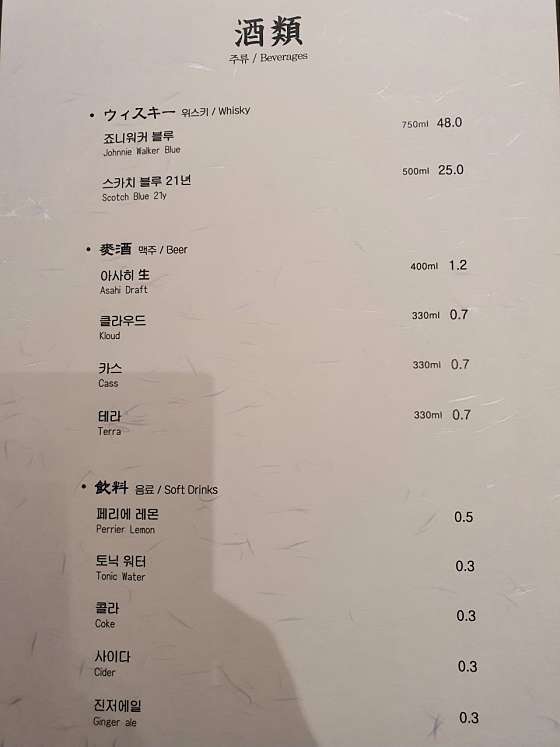 酒類
주류 / Beverages
• ウィスキー 위스키 / Whisky
죠니워커 블루 750ml 48.0
Johnnie Walker Blue
스카치 블루 21년 500ml 25.0
Scotch Blue 21y
• 麥酒 맥주 / Beer
아사히 生 400ml 1.2
Asahi Draft
클라우드 330ml 0.7
Kloud
카스 330ml 0.7
Cass
테라 330ml 0.7
Terra
• 飮料 음료 / Soft Drinks
페리에 레몬 0.5
Perrier Lemon
토닉 워터 0.3
Tonic Water
콜라 0.3
Coke
사이다 0.3
Cider
진저에일 0.3
Ginger ale